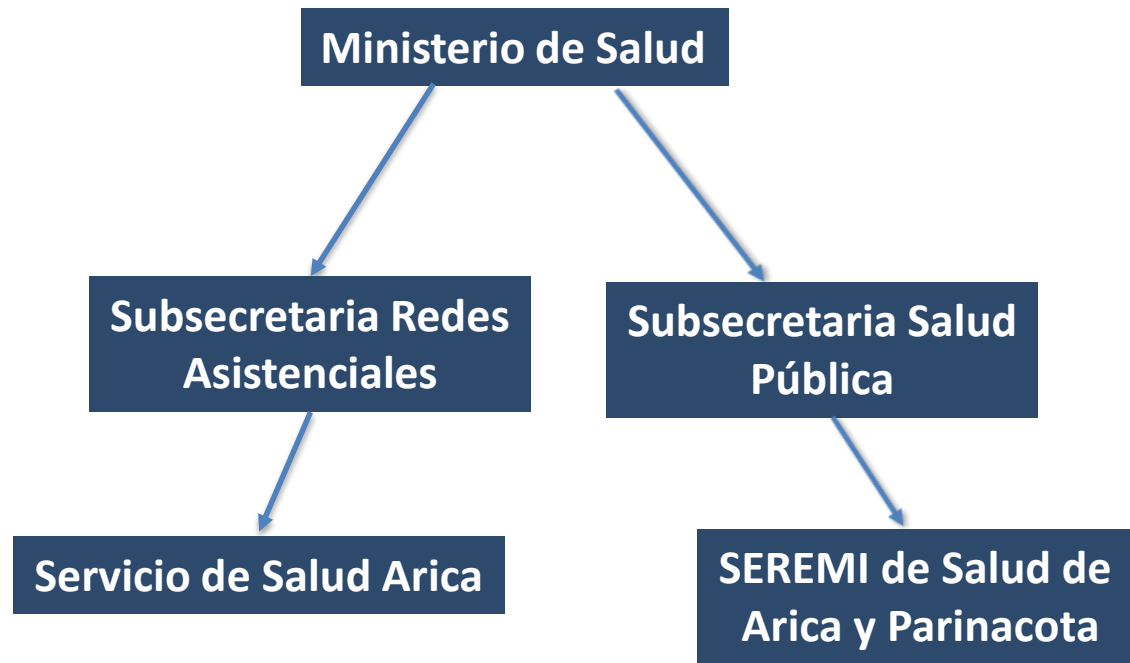 Ministerio de Salud
Subsecretaria Redes
Asistenciales
Subsecretaria Salud
Pública
Servicio de Salud Arica
SEREMI de Salud de
Arica y Parinacota